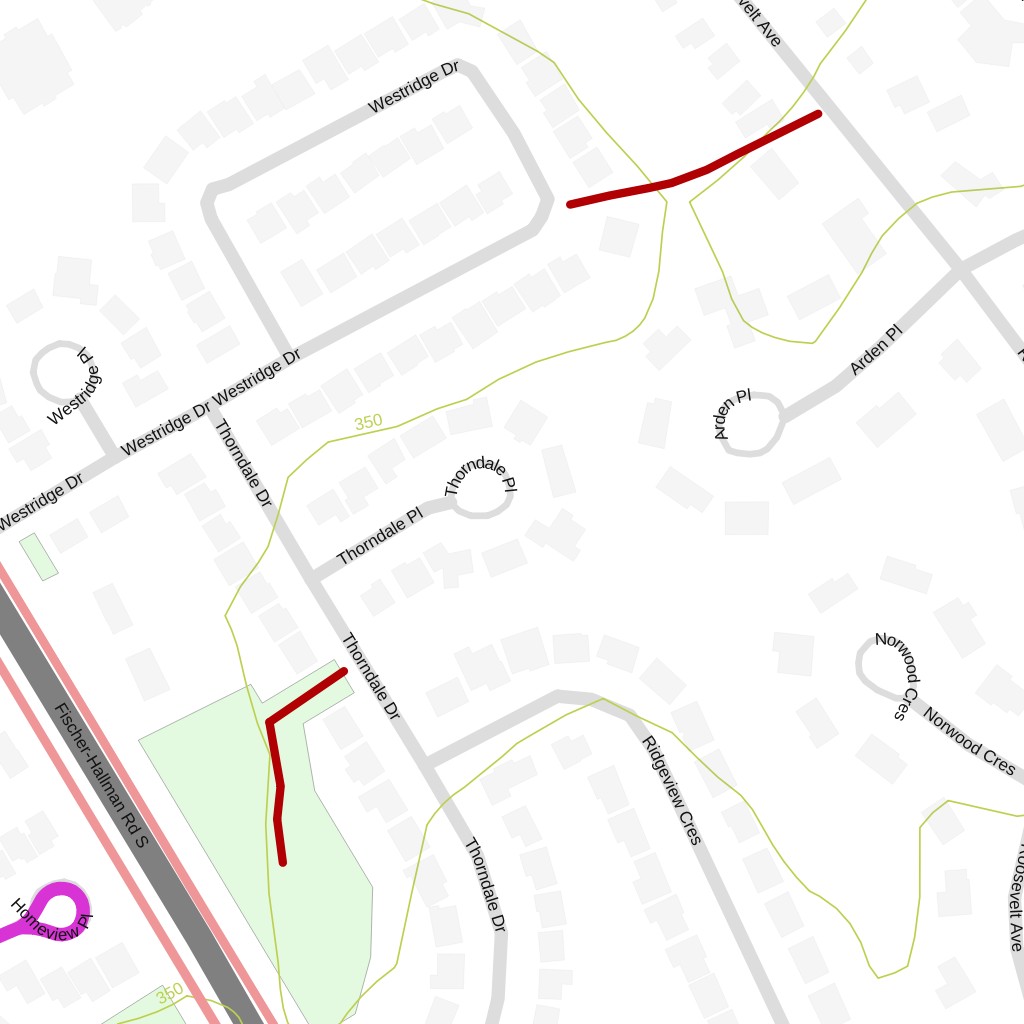 velt Ave
Westridge Dr
Arden Pl
Westridge Pl
Westridge Dr
Westridge Dr
Arden Pl
350
Thorndale Dr
Thorndale Pl
Westridge Dr
Thorndale Pl
Norwood Cres
Thorndale Dr
Norwood Cres
Fischer-Hallman Rd S
Ridgeview Cres
Thorndale Dr
Roosevelt Ave
Homeview Pl
350